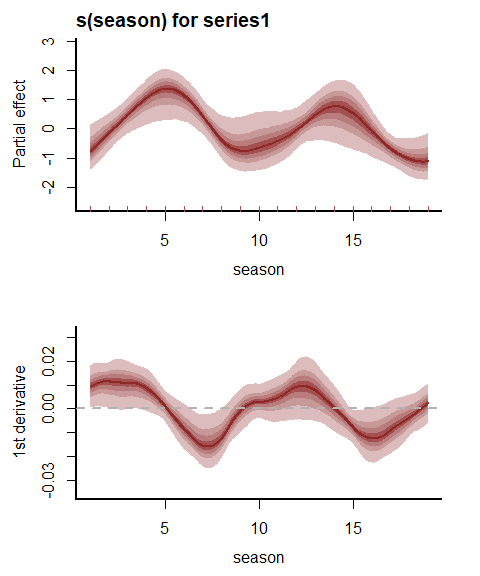 s(season) for series1
Partial effect
3
2
1
0
-1
-2
5 10 15
season
1st derivative
0.02
0.00
-0.03
5 10 15
season